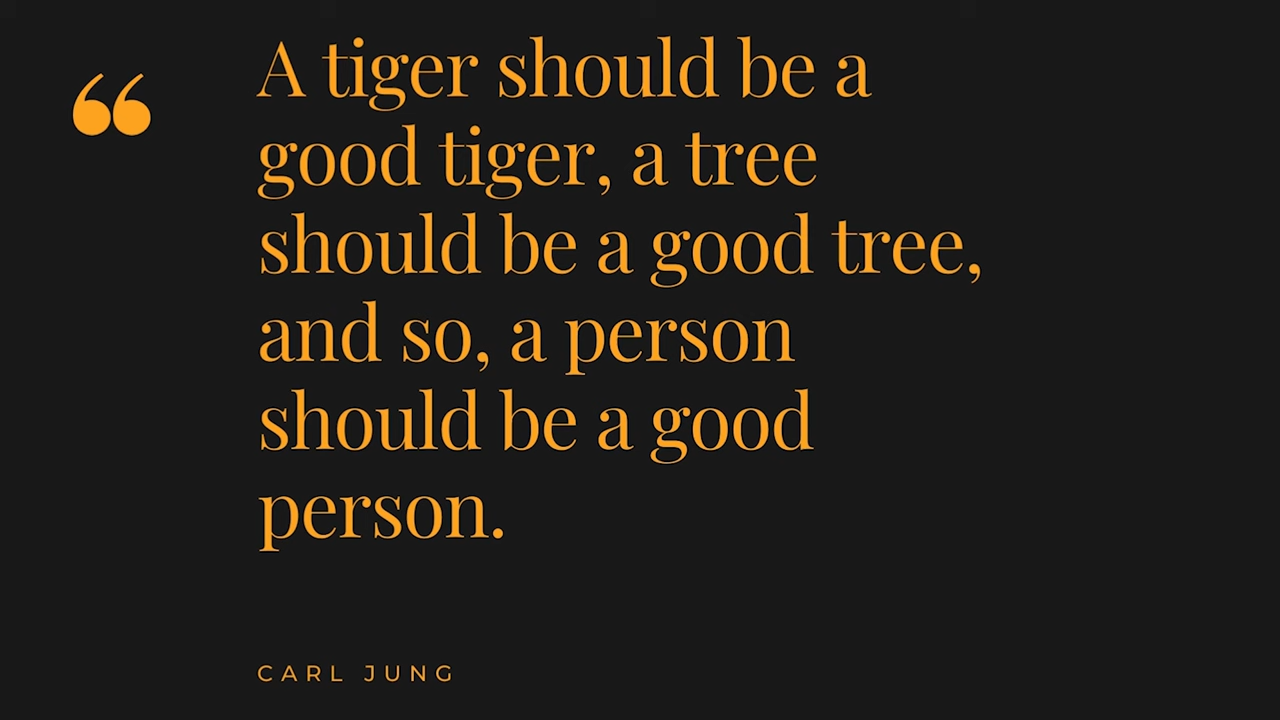 “
A tiger should be a
good tiger, a tree
should be a good tree,
and so, a person
should be a good
person.
CARL JUNG